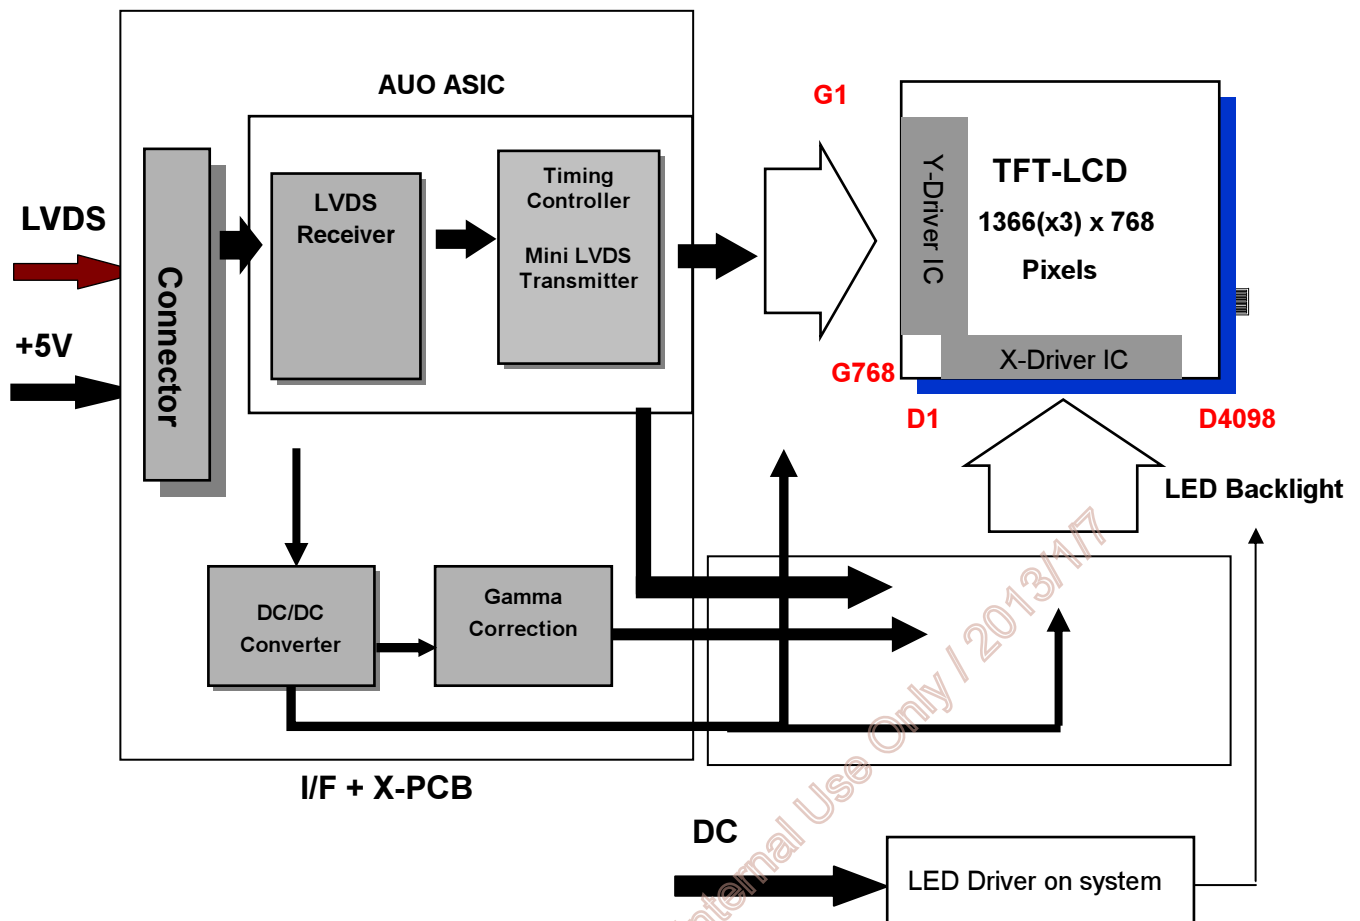 AUO ASIC
G1
LVDS
+5V
Connector
LVDS
Receiver
Timing
Controller
Mini LVDS
Transmitter
Y-Driver IC
TFT-LCD
1366(x3) x 768
Pixels
X-Driver IC
G768
D1
D4098
LED Backlight
DC/DC
Converter
Gamma
Correction
I/F + X-PCB
DC
LED Driver on system
Internal Use Only / 2013/1/7